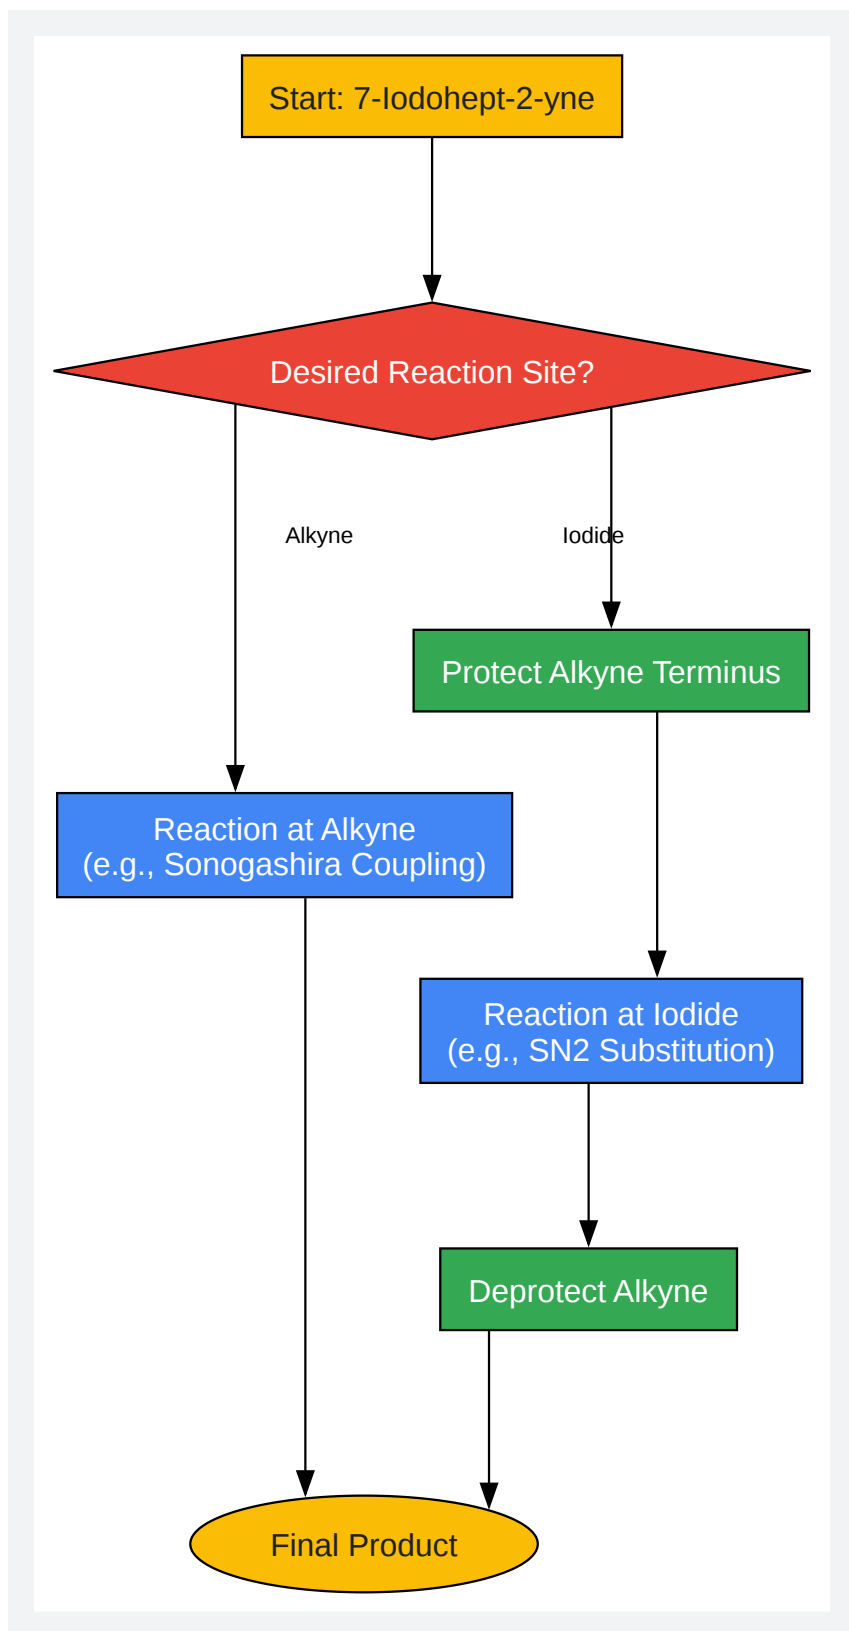 Start: 7-Iodohept-2-yne
Desired Reaction Site?
Alkyne
Iodide
Protect Alkyne Terminus
Reaction at Alkyne
(e.g., Sonogashira Coupling)
Reaction at Iodide
(e.g., SN2 Substitution)
Deprotect Alkyne
Final Product